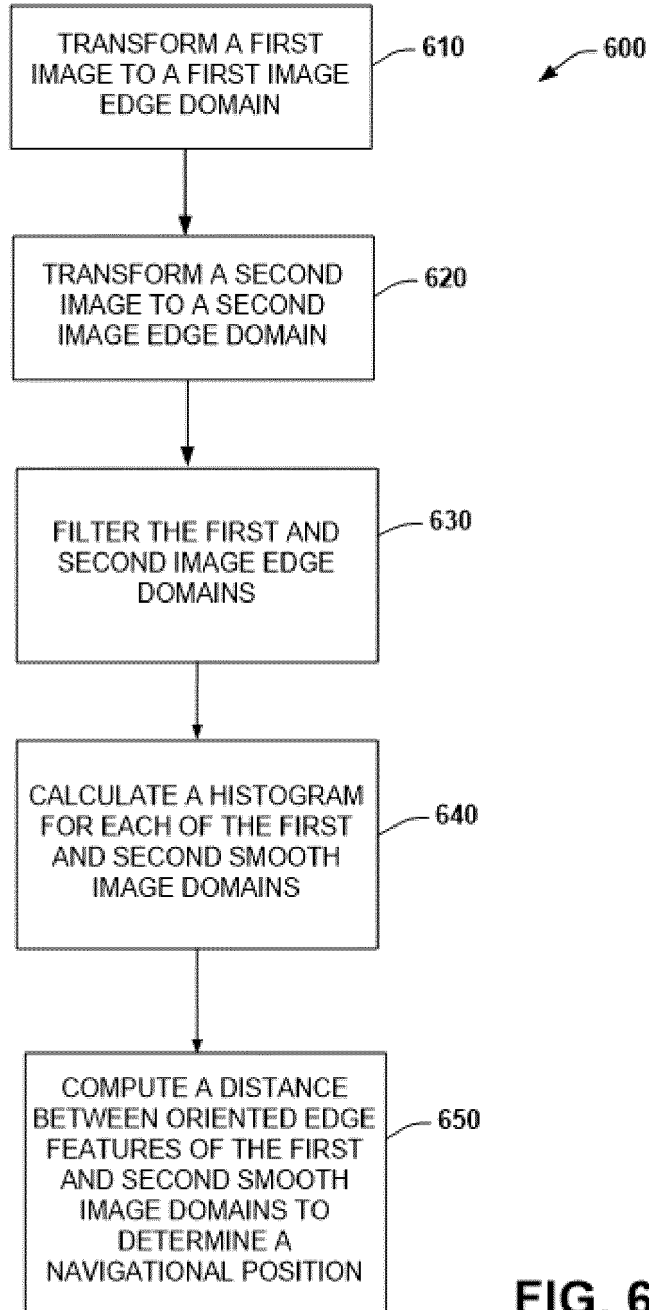 TRANSFORM A FIRST
IMAGE TO A FIRST IMAGE
EDGE DOMAIN
610
600
TRANSFORM A SECOND
IMAGE TO A SECOND
IMAGE EDGE DOMAIN
620
FILTER THE FIRST AND
SECOND IMAGE EDGE
DOMAINS
630
CALCULATE A HISTOGRAM
FOR EACH OF THE FIRST
AND SECOND SMOOTH
IMAGE DOMAINS
640
COMPUTE A DISTANCE
BETWEEN ORIENTED EDGE
FEATURES OF THE FIRST
AND SECOND SMOOTH
IMAGE DOMAINS TO
DETERMINE A
NAVIGATIONAL POSITION
650
FIG. 6